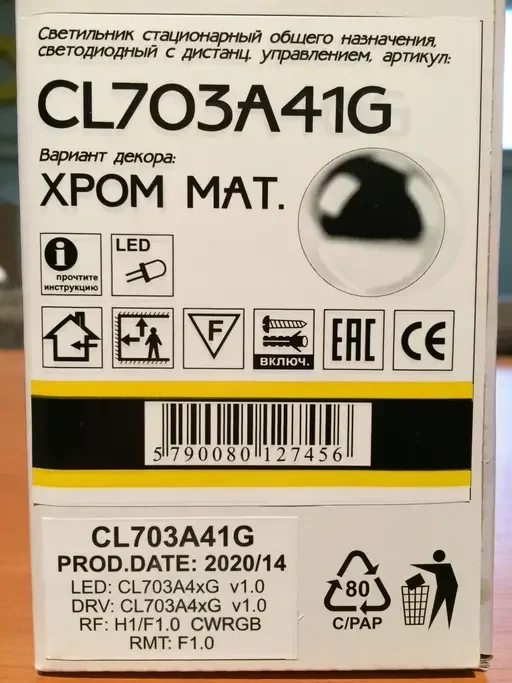 Светильник стационарный общего назначения,
светодиодный с дистанц. управлением, артикул:
CL703A41G
Вариант декора:
ХРОМ МАТ.
i
прочтите
инструкцию
LED
F
ВКЛЮЧ.
EAC
CE
5 790080 127456
CL703A41G
PROD.DATE: 2020/14
LED: CL703A4xG v1.0
DRV: CL703A4xG v1.0
RF: H1/F1.0 CWRGB
RMT: F1.0
80
C/PAP